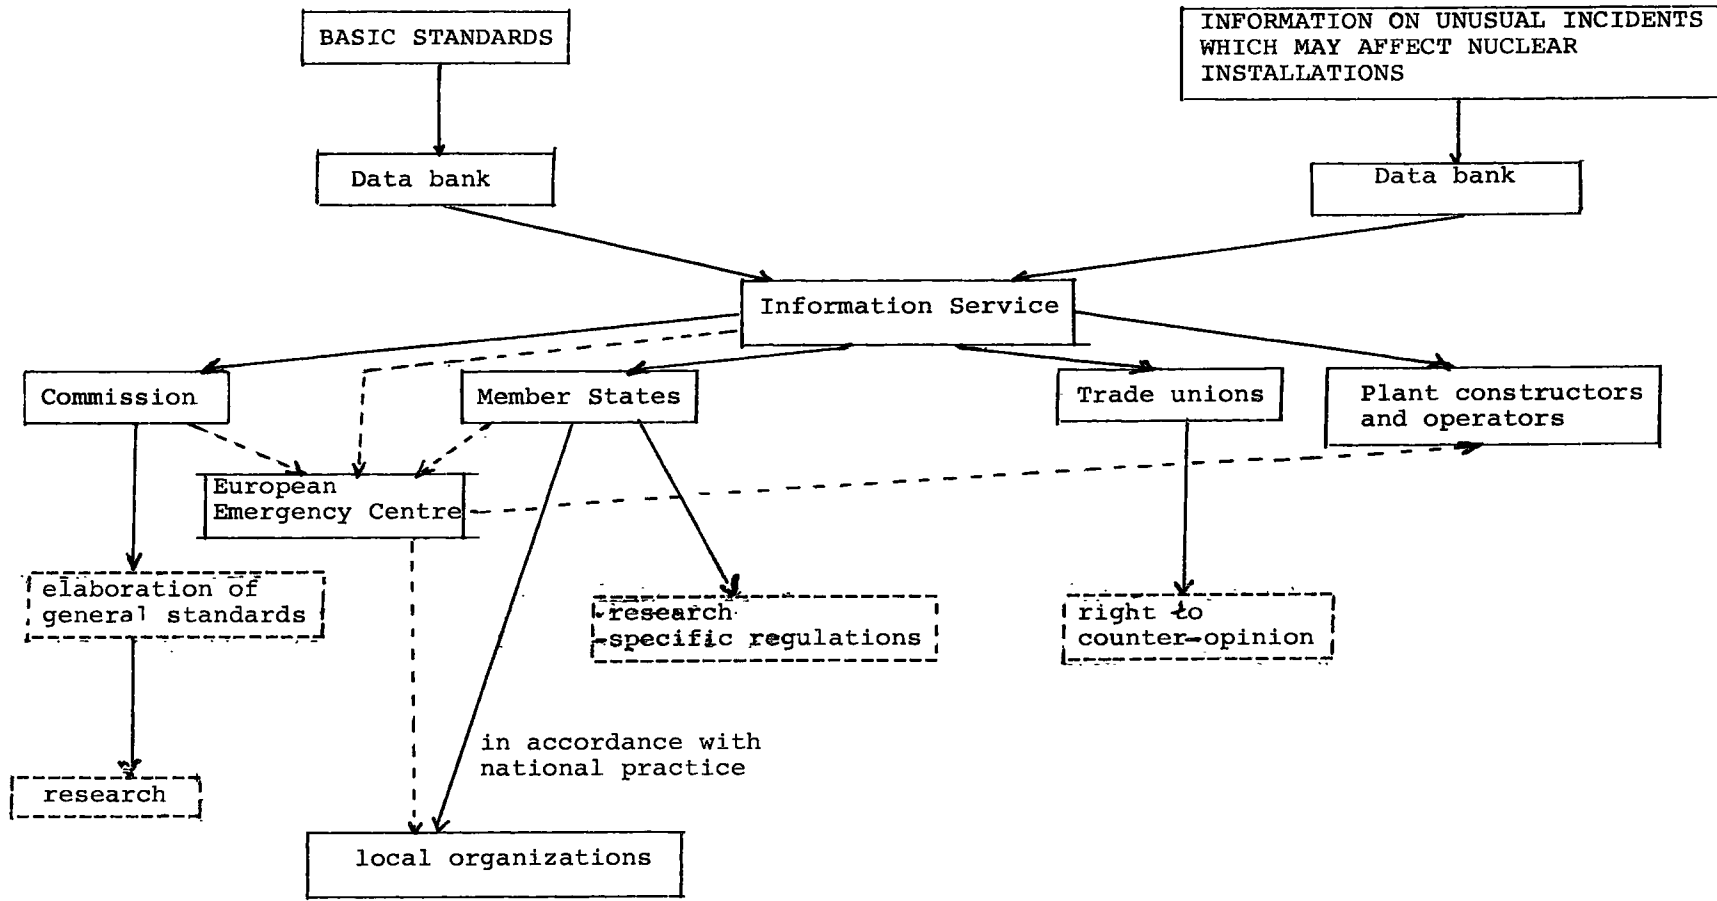 BASIC STANDARDS
INFORMATION ON UNUSUAL INCIDENTS
WHICH MAY AFFECT NUCLEAR
INSTALLATIONS
Data bank
Data bank
Information Service
Commission
Member States
Trade unions
Plant constructors
and operators
European
Emergency Centre
elaboration of
general standards
-research
-specific regulations
right to
counter-opinion
in accordance with
national practice
research
local organizations